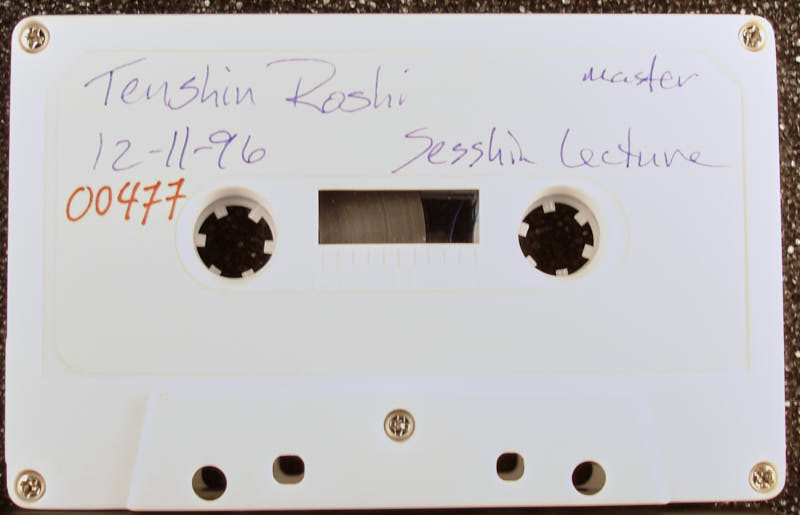 Tenshin Roshi master
12-11-96 Sesshin Lecture
00477